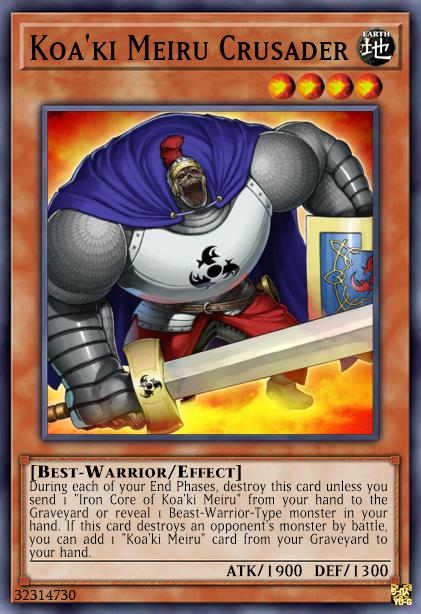 Koa'ki Meiru Crusader
EARTH
地
[Best-Warrior/Effect]
During each of your End Phases, destroy this card unless you
send 1 "Iron Core of Koa'ki Meiru" from your hand to the
Graveyard or reveal 1 Beast-Warrior-Type monster in your
hand. If this card destroys an opponent's monster by battle,
you can add 1 "Koa'ki Meiru" card from your Graveyard to
your hand.
ATK/1900 DEF/1300
32314730